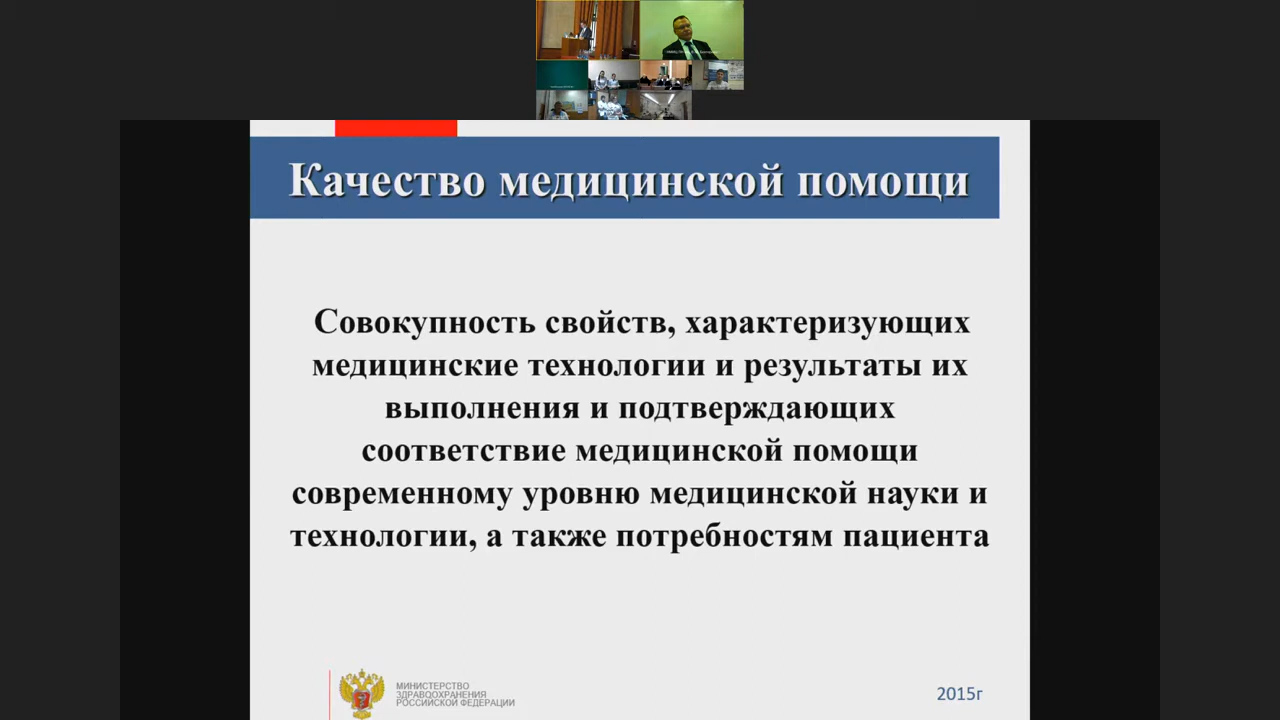 Качество медицинской помощи
Совокупность свойств, характеризующих
медицинские технологии и результаты их
выполнения и подтверждающих
соответствие медицинской помощи
современному уровню медицинской науки и
технологии, а также потребностям пациента
МИНИСТЕРСТВО
ЗДРАВООХРАНЕНИЯ
РОССИЙСКОЙ ФЕДЕРАЦИИ
2015г